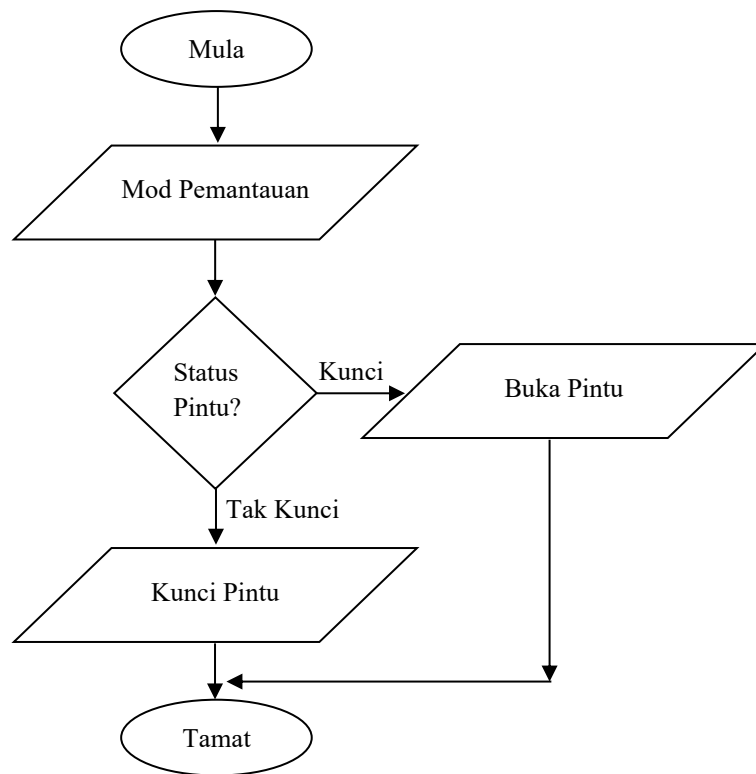 Mula
Mod Pemantauan
Status
Pintu?
Kunci
Buka Pintu
Tak Kunci
Kunci Pintu
Tamat